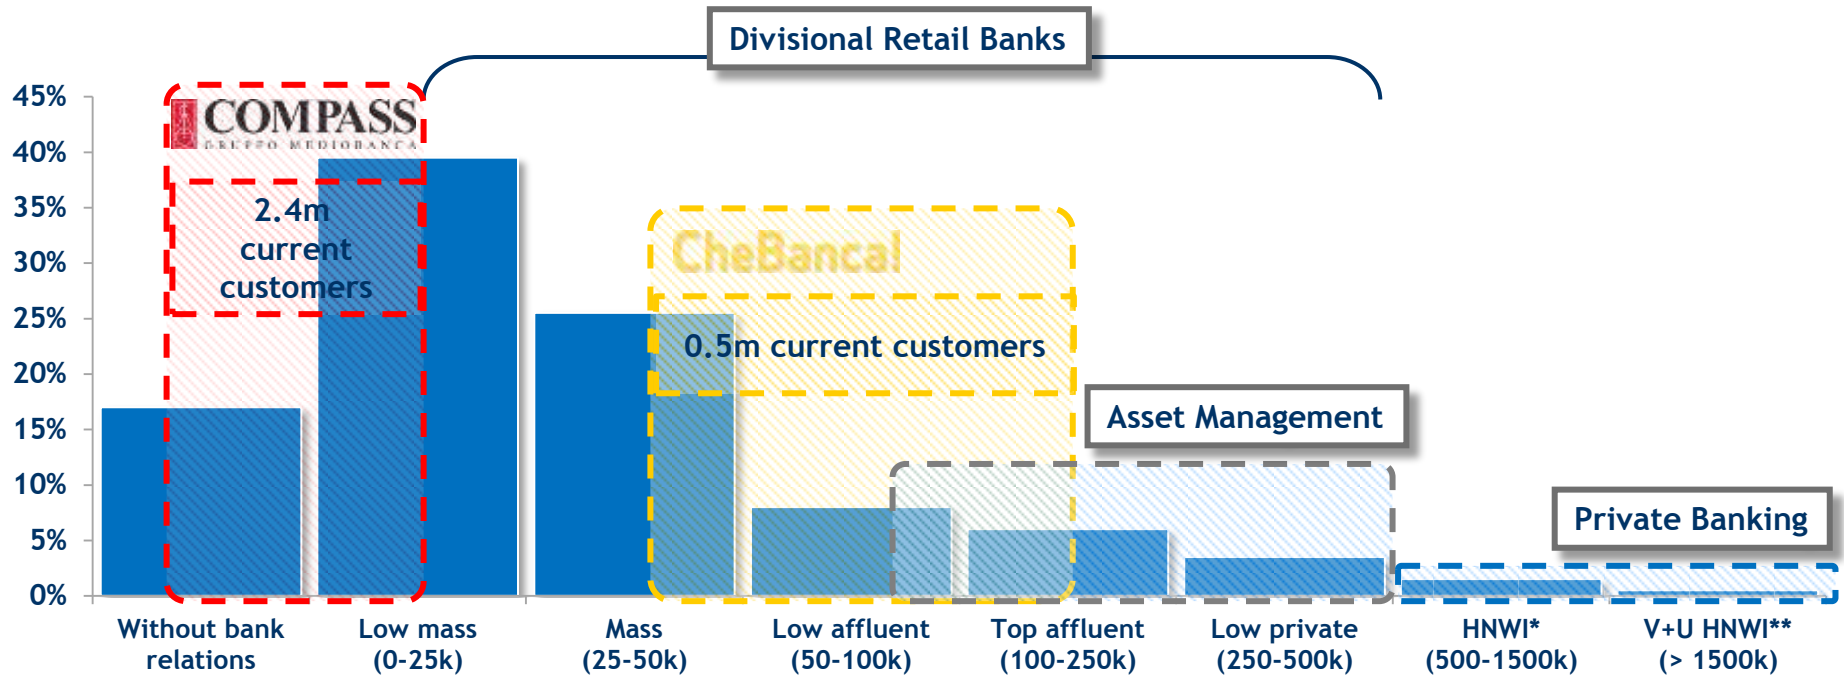 Divisional Retail Banks
45%
40%
35%
30%
25%
20%
15%
10%
5%
0%
COMPASS
GRUPPO MEDIOBANCA
2.4m
current
customers
CheBanca!
0.5m current customers
Asset Management
Private Banking
Without bank
relations
Low mass
(0-25k)
Mass
(25-50k)
Low affluent
(50-100k)
Top affluent
(100-250k)
Low private
(250-500k)
HNWI*
(500-1500k)
V+U HNWI**
(> 1500k)